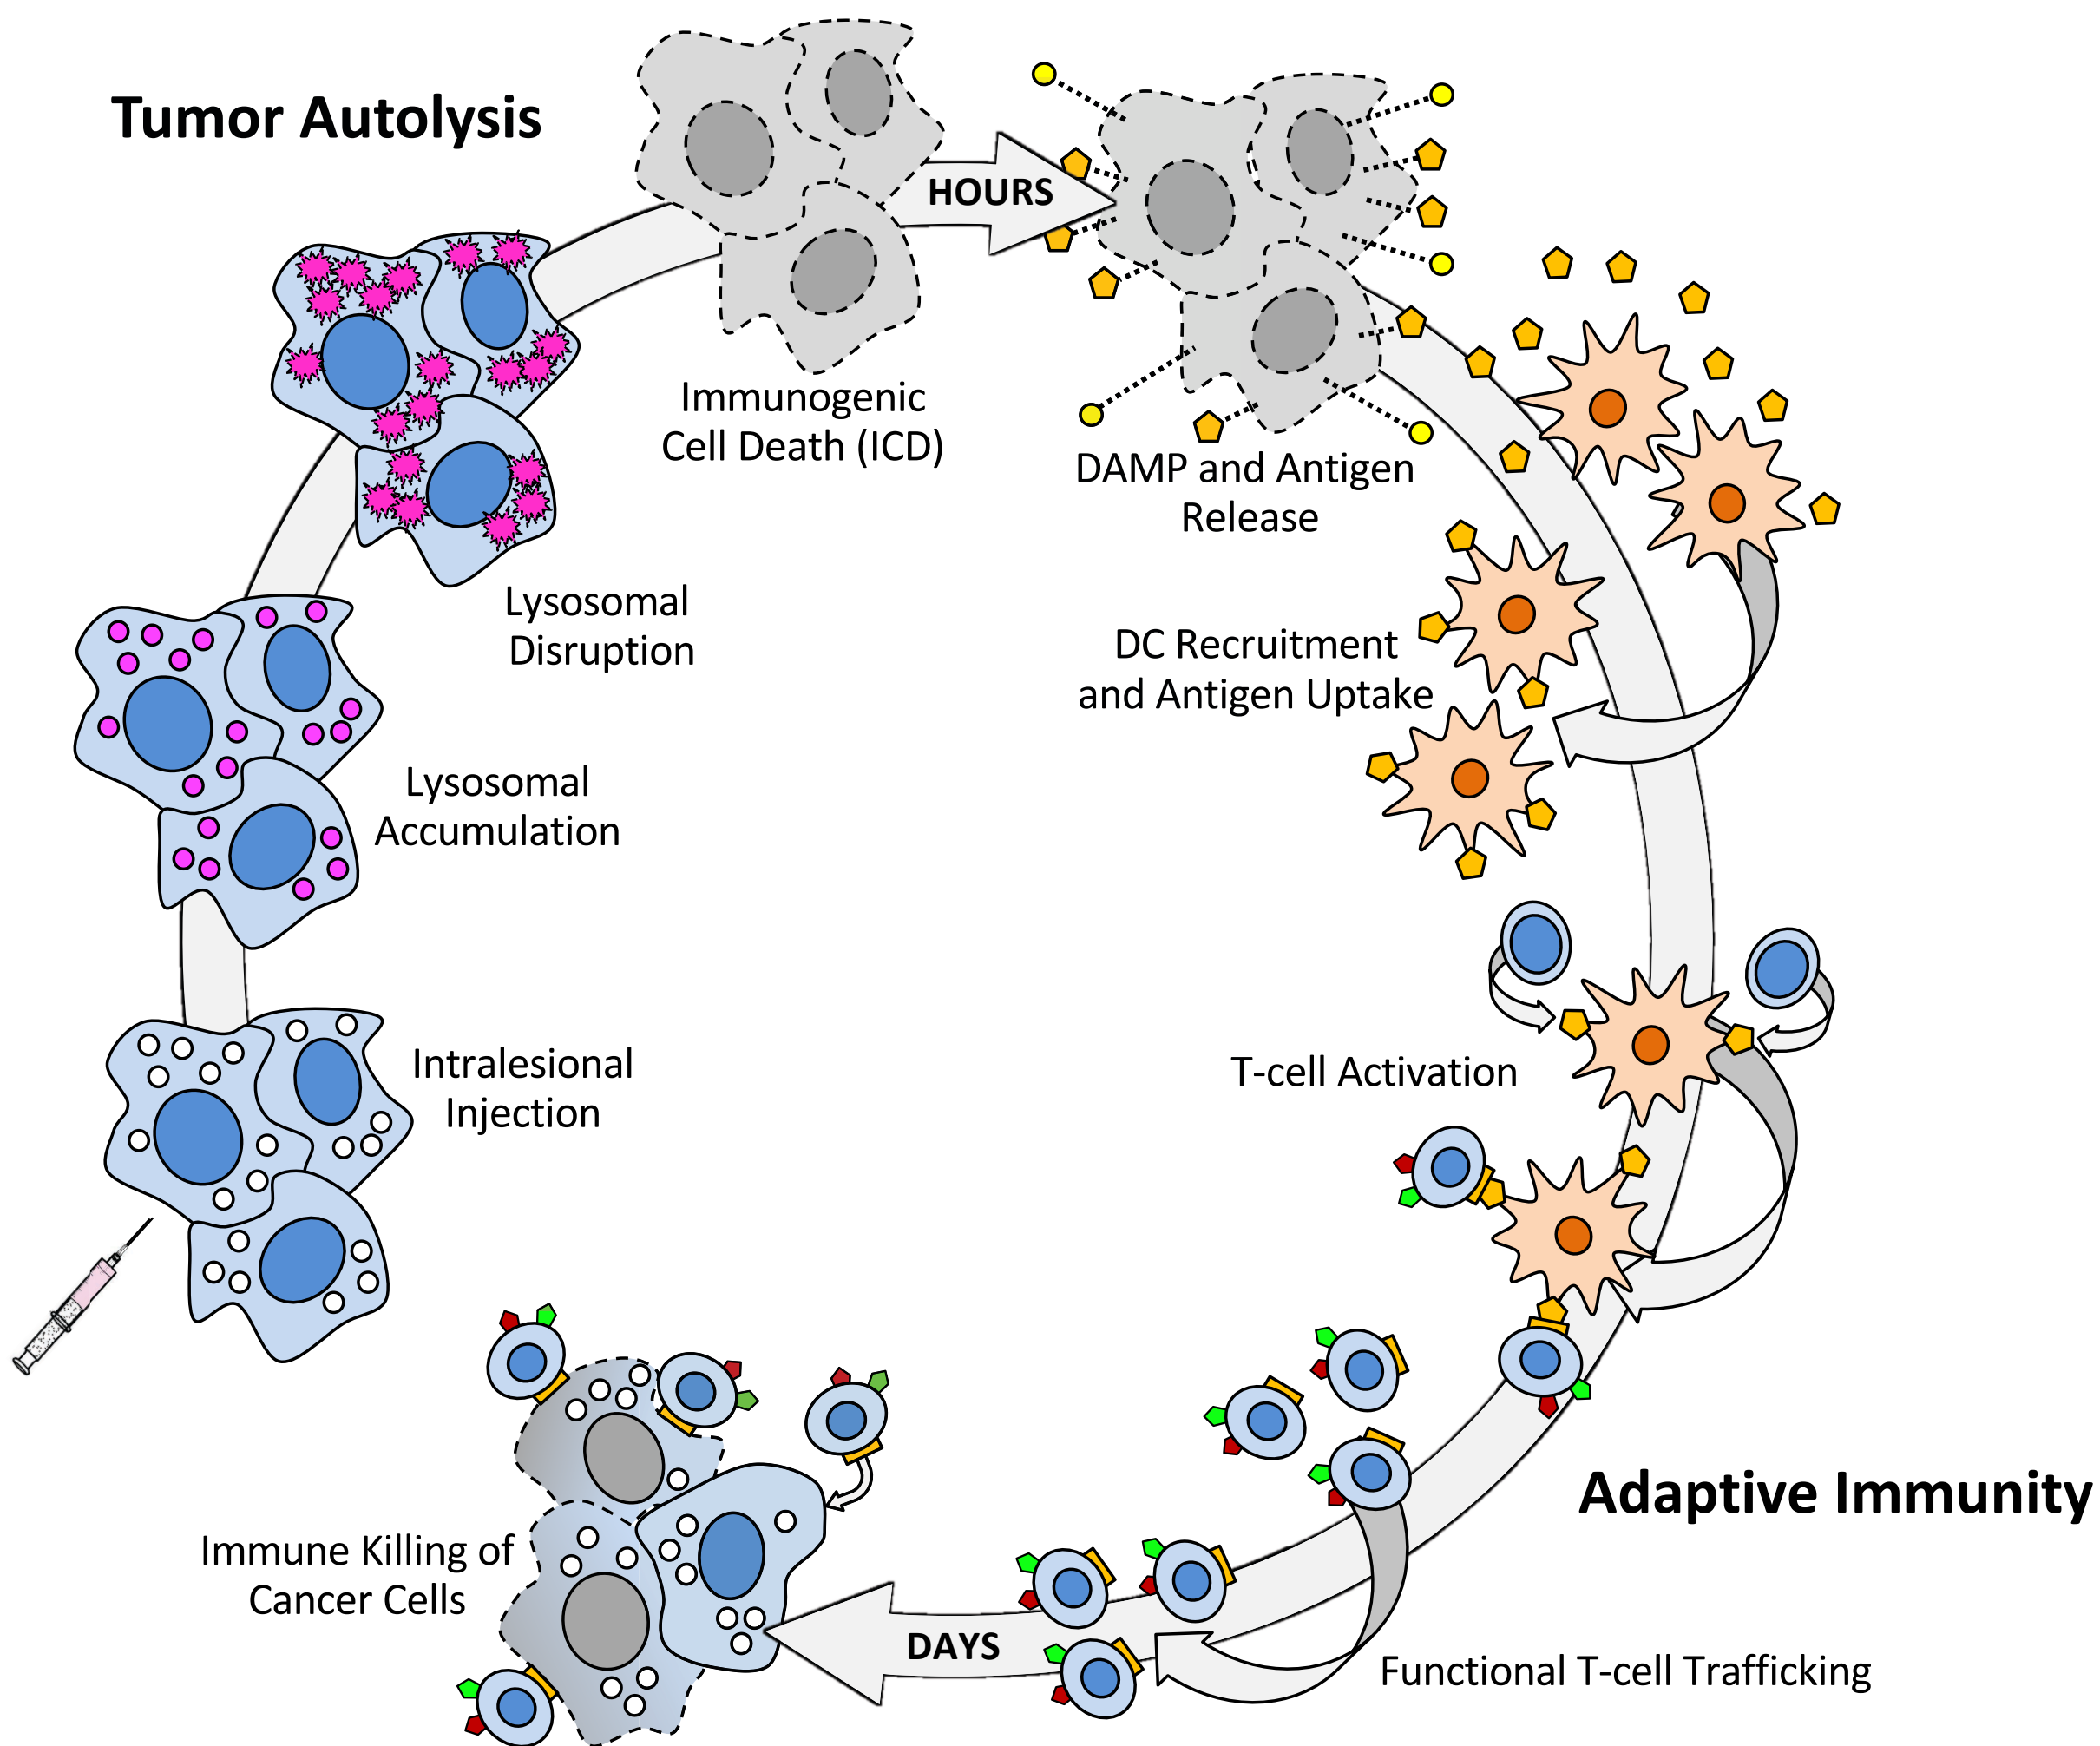 Tumor Autolysis
HOURS
Immunogenic
Cell Death (ICD)
DAMP and Antigen
Release
Lysosomal
Disruption
DC Recruitment
and Antigen Uptake
Lysosomal
Accumulation
Intralesional
Injection
T-cell Activation
Adaptive Immunity
Immune Killing of
Cancer Cells
DAYS
Functional T-cell Trafficking